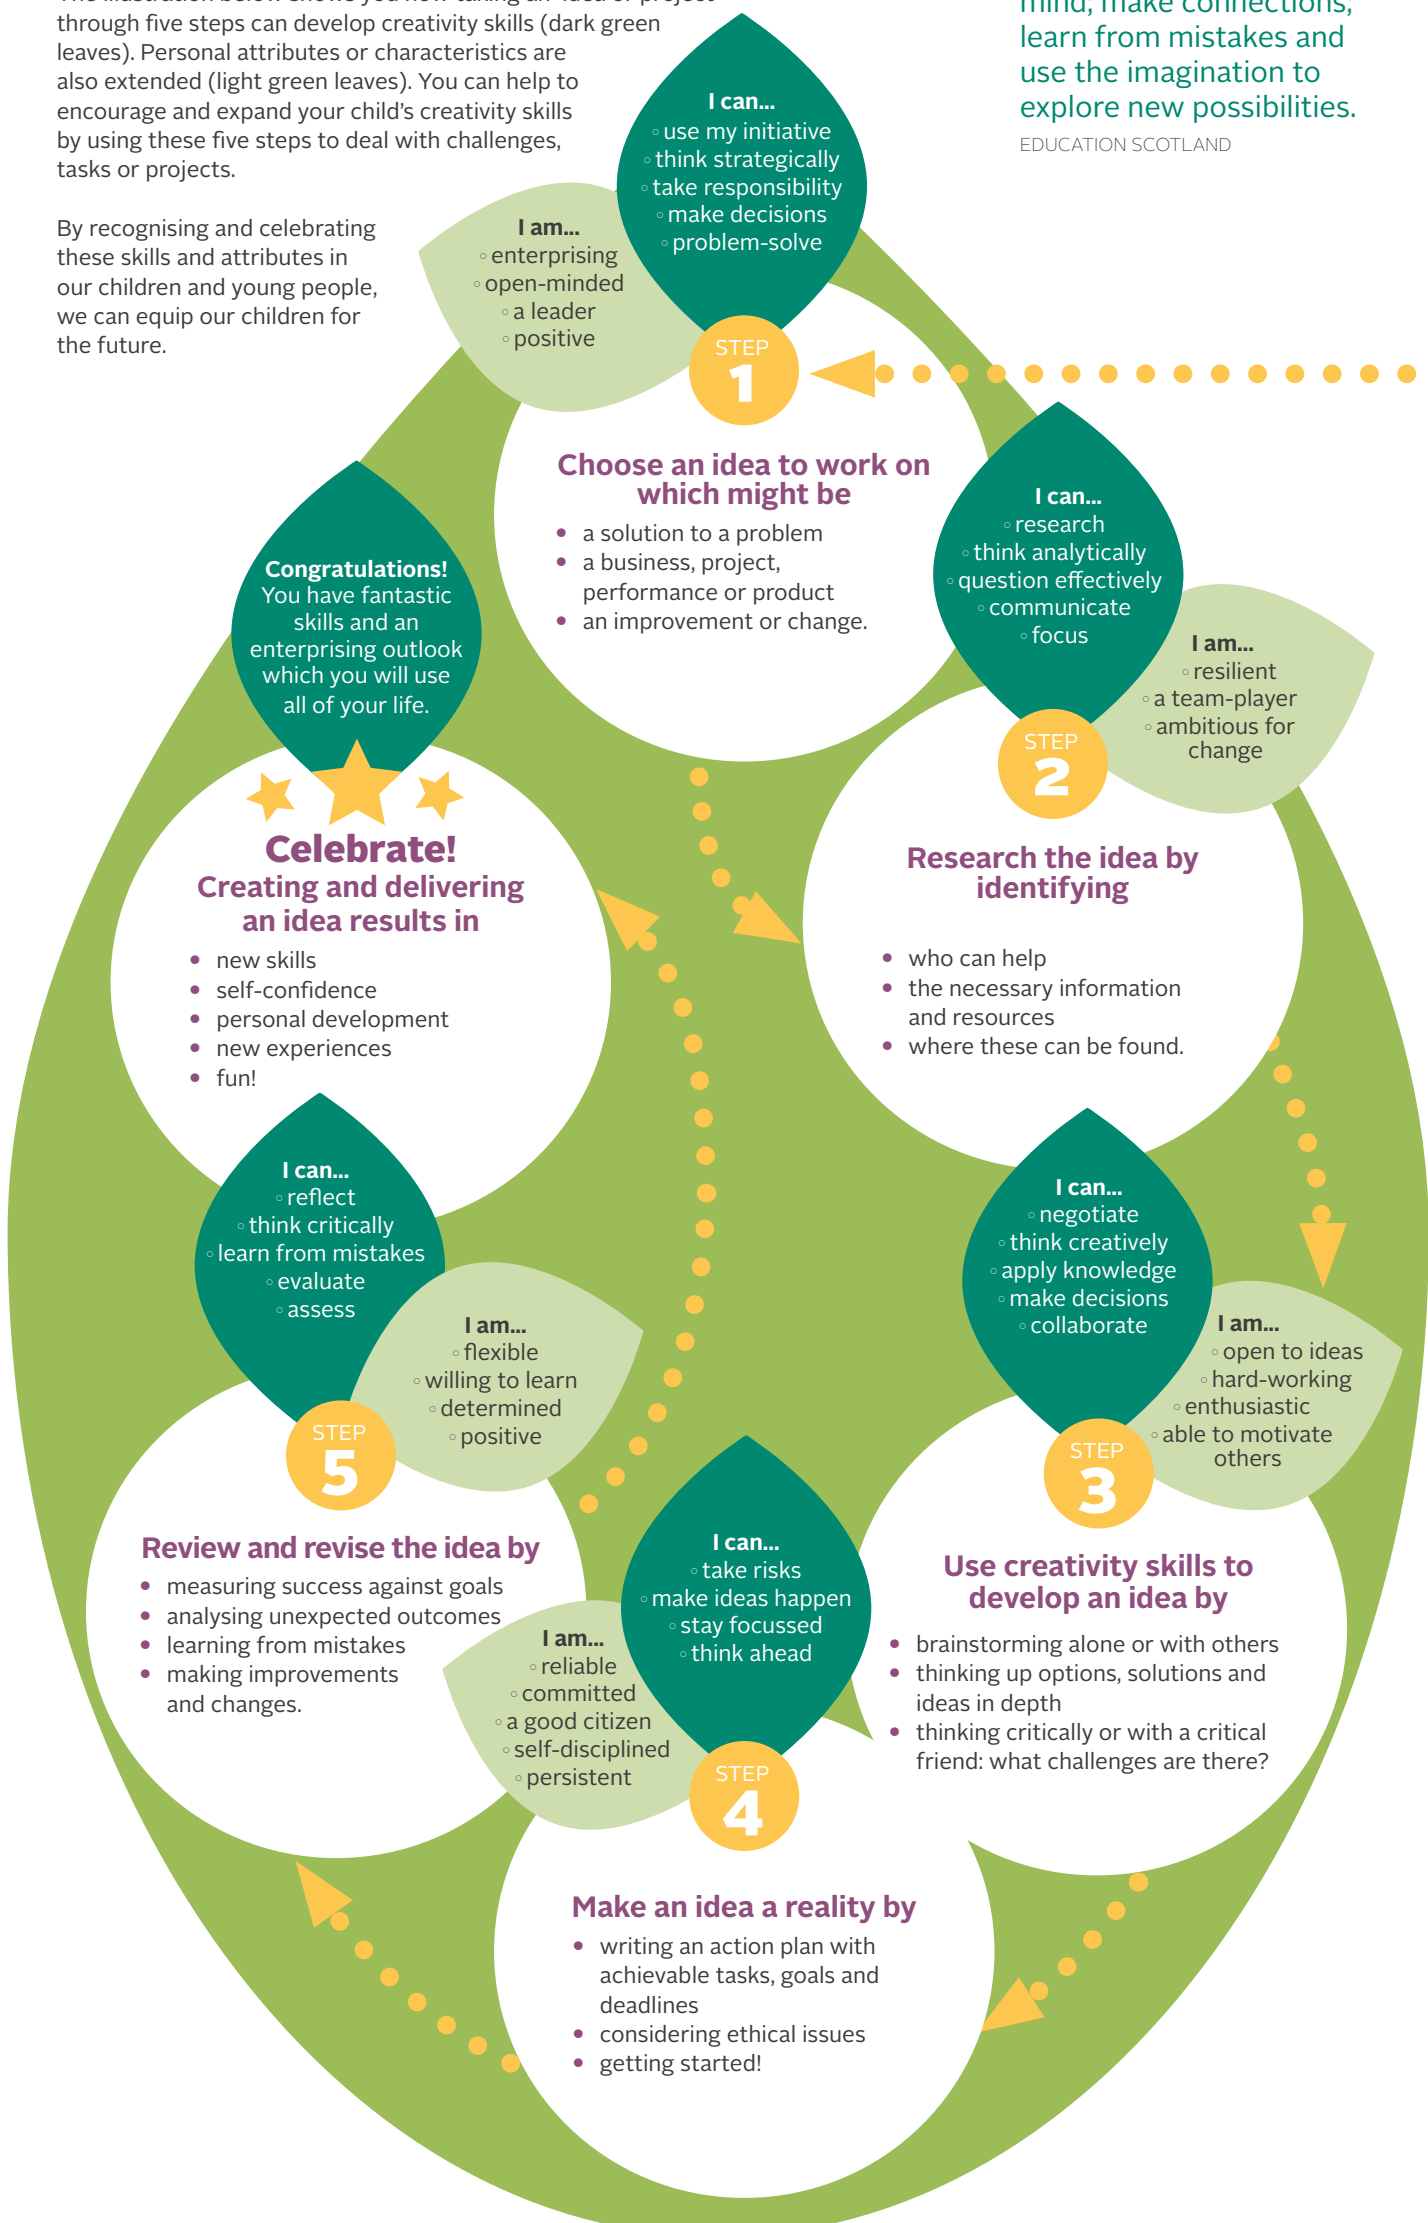 The illustration below shows you how taking an idea or project
through five steps can develop creativity skills (dark green
leaves). Personal attributes or characteristics are
also extended (light green leaves). You can help to
encourage and expand your child's creativity skills
by using these five steps to deal with challenges,
tasks or projects.
By recognising and celebrating
these skills and attributes in
our children and young people,
we can equip our children for
the future.
mind; make connections;
learn from mistakes and
use the imagination to
explore new possibilities.
EDUCATION SCOTLAND
I can...
◦ use my initiative
◦ think strategically
◦ take responsibility
◦ make decisions
◦ problem-solve
I am...
◦ enterprising
◦ open-minded
◦ a leader
◦ positive
STEP
1
Choose an idea to work on
which might be
• a solution to a problem
• a business, project,
performance or product
• an improvement or change.
I can...
◦ research
◦ think analytically
◦ question effectively
◦ communicate
◦ focus
I am...
◦ resilient
◦ a team-player
◦ ambitious for
change
STEP
2
Research the idea by
identifying
• who can help
• the necessary information
and resources
• where these can be found.
I can...
◦ negotiate
◦ think creatively
◦ apply knowledge
◦ make decisions
◦ collaborate
I am...
◦ open to ideas
◦ hard-working
◦ enthusiastic
◦ able to motivate
others
STEP
3
Use creativity skills to
develop an idea by
• brainstorming alone or with others
• thinking up options, solutions and
ideas in depth
• thinking critically or with a critical
friend: what challenges are there?
I can...
◦ take risks
◦ make ideas happen
◦ stay focussed
◦ think ahead
I am...
◦ reliable
◦ committed
◦ a good citizen
◦ self-disciplined
◦ persistent
STEP
4
Make an idea a reality by
• writing an action plan with
achievable tasks, goals and
deadlines
• considering ethical issues
• getting started!
I can...
◦ reflect
◦ think critically
◦ learn from mistakes
◦ evaluate
◦ assess
I am...
◦ flexible
◦ willing to learn
◦ determined
◦ positive
STEP
5
Review and revise the idea by
• measuring success against goals
• analysing unexpected outcomes
• learning from mistakes
• making improvements
and changes.
Congratulations!
You have fantastic
skills and an
enterprising outlook
which you will use
all of your life.
Celebrate!
Creating and delivering
an idea results in
• new skills
• self-confidence
• personal development
• new experiences
• fun!